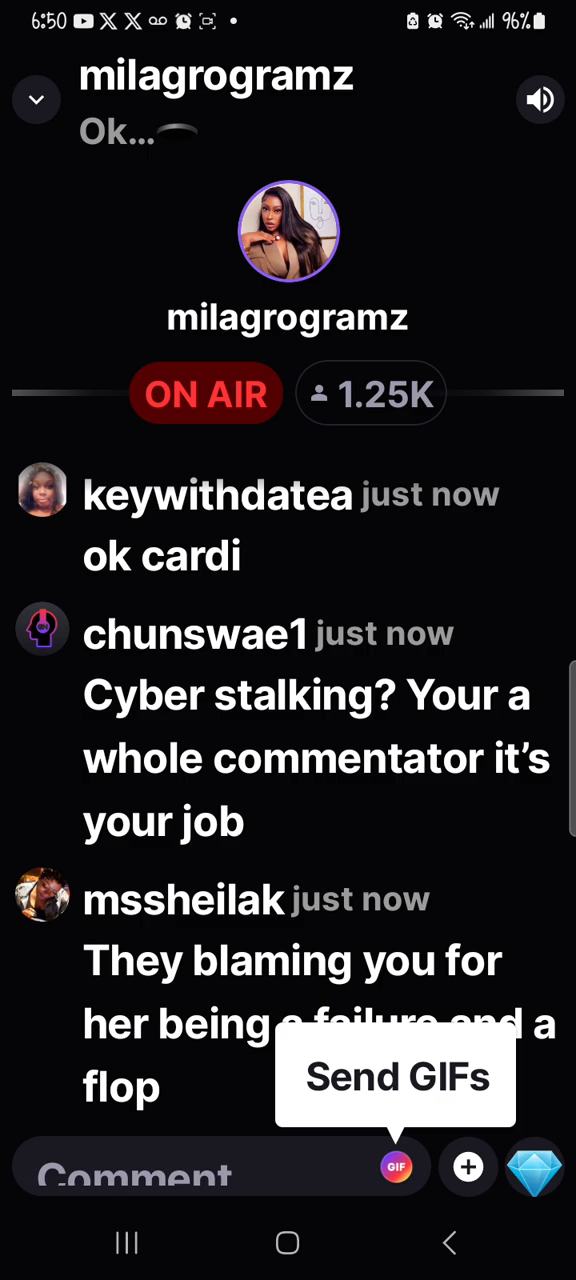 6:50 96%
milagrogramz
Ok...
milagrogramz
ON AIR 1.25K
keywithdatea just now
ok cardi
chunswae1 just now
Cyber stalking? Your a
whole commentator it's
your job
mssheilak just now
They blaming you for
her being a failure and a
flop
Send GIFs
Comment GIF